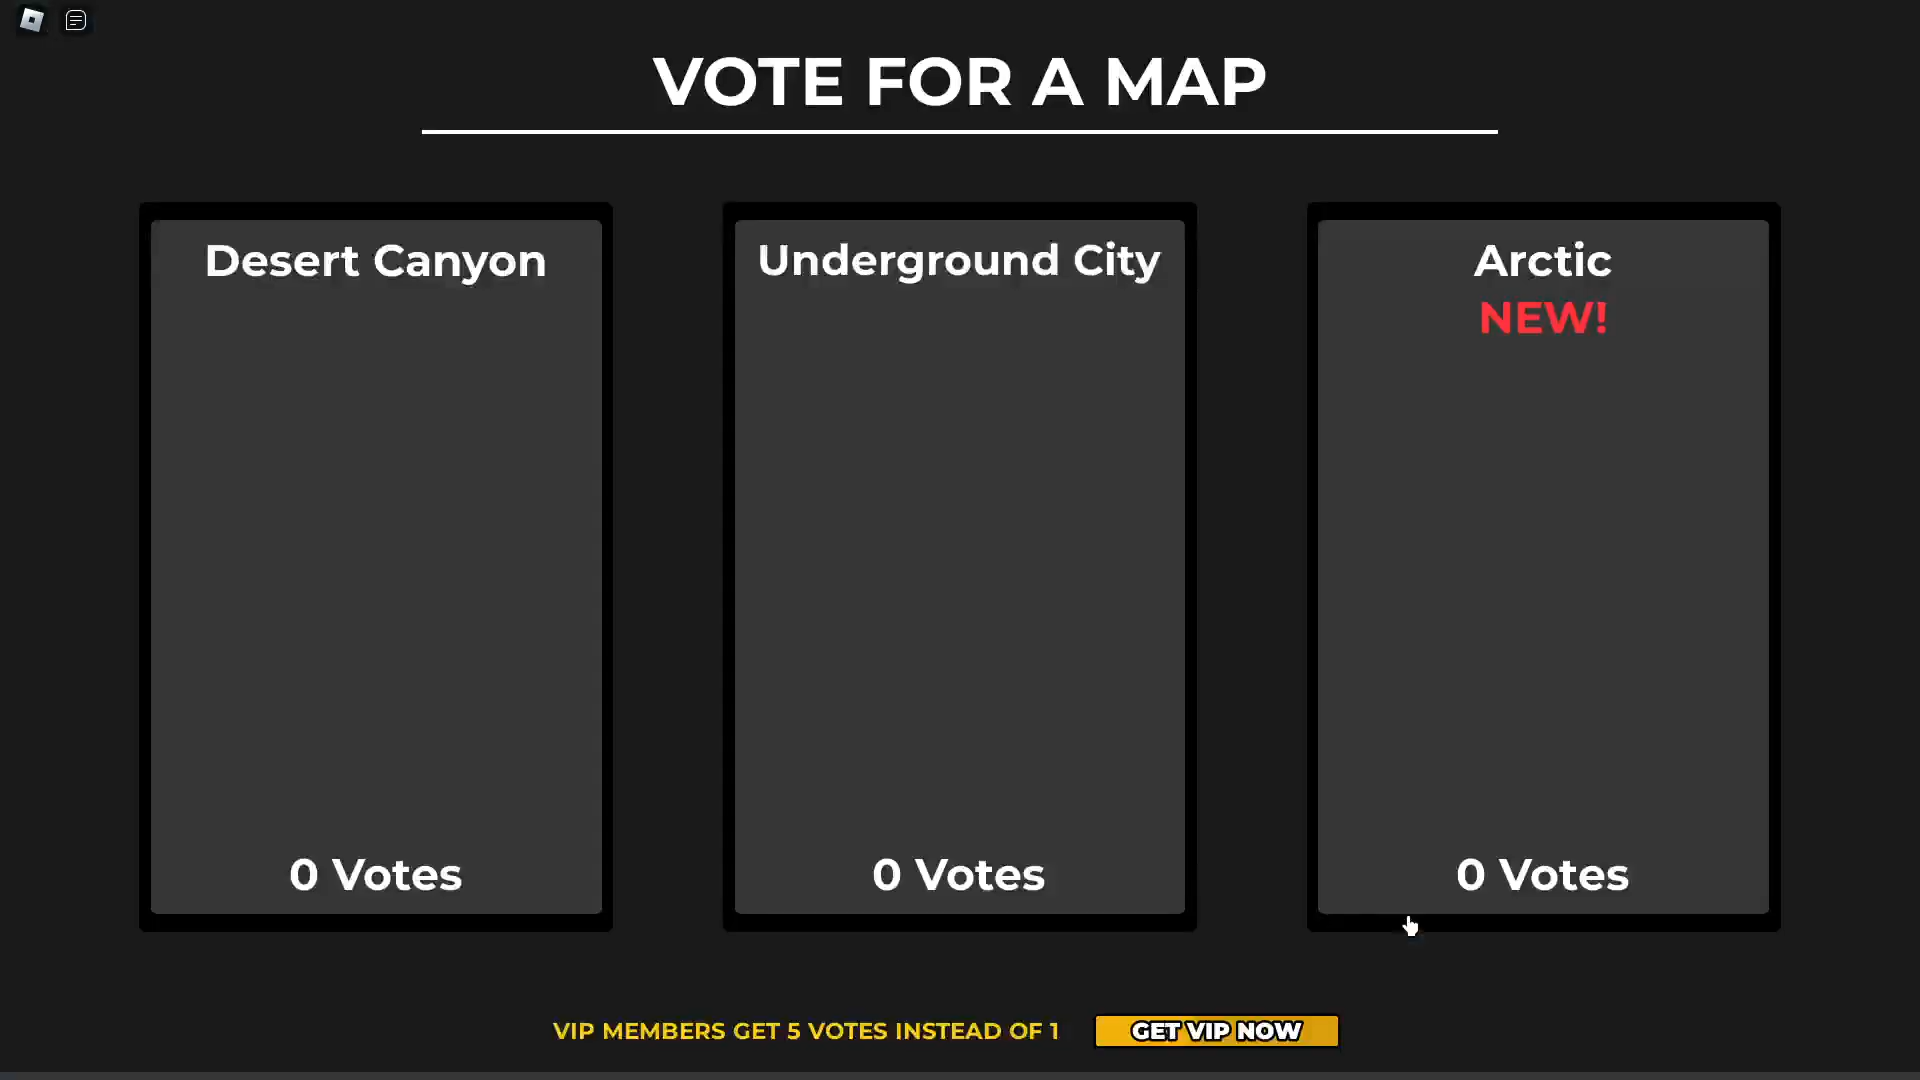 VOTE FOR A MAP
Desert Canyon
Underground City
Arctic
NEW!
0 Votes
0 Votes
0 Votes
VIP MEMBERS GET 5 VOTES INSTEAD OF 1
GET VIP NOW